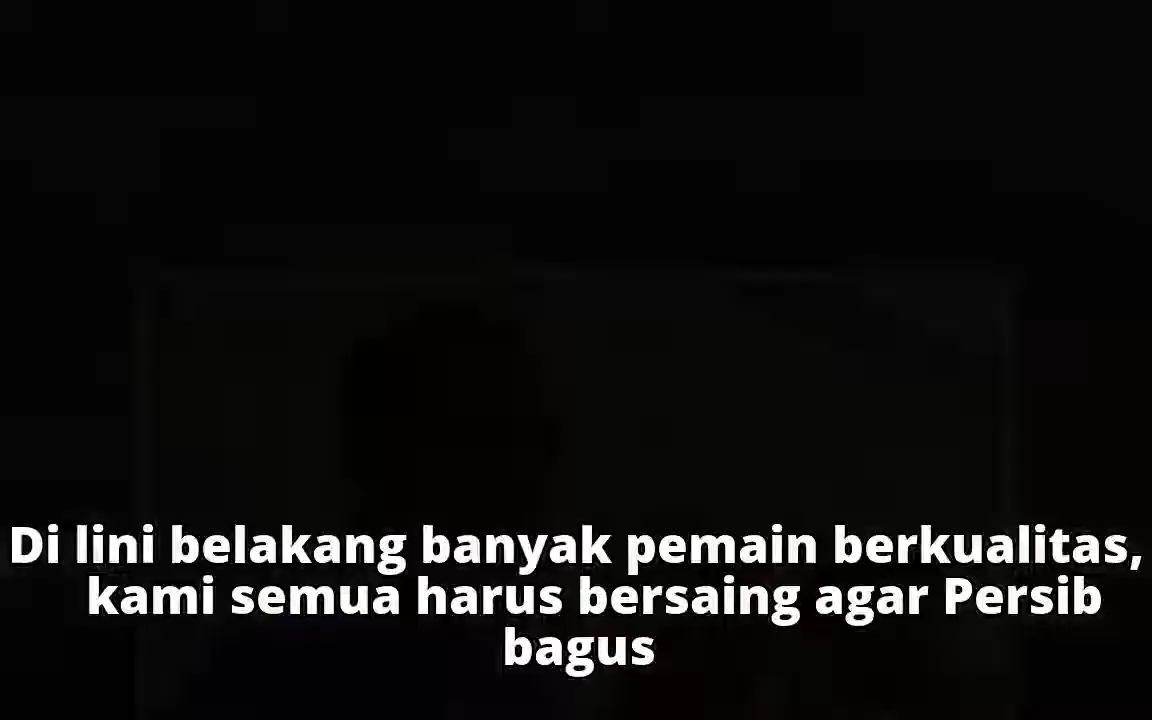 Di lini belakang banyak pemain berkualitas,
kami semua harus bersaing agar Persib
bagus